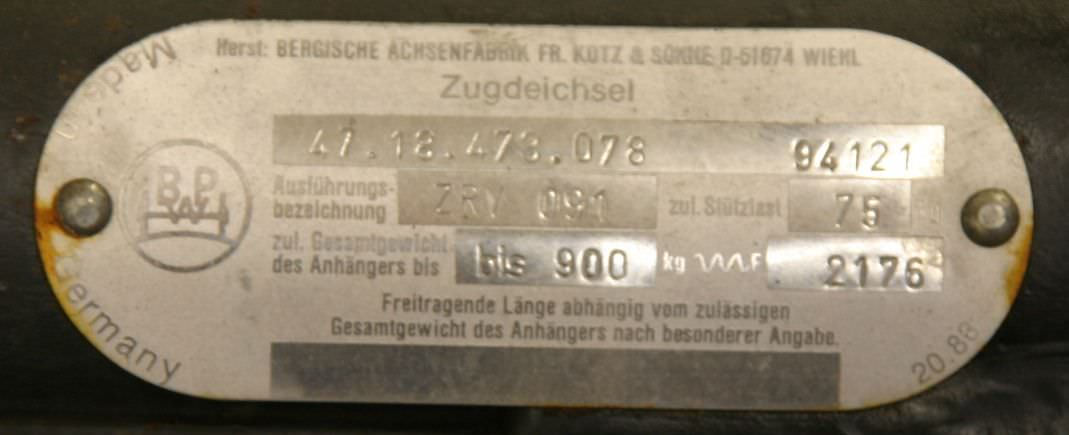 Herst: BERGISCHE ACHSENFABRIK FR. KOTZ & SÖHNE D-51674 WIEHL
Zugdeichsel
47.18.473.078 94121
BPW
Ausführungs-
bezeichnung ZRV 091 zul. Stützlast 75 kg
zul. Gesamtgewicht
des Anhängers bis bis 900 kg F 2176
Freitragende Länge abhängig vom zulässigen
Gesamtgewicht des Anhängers nach besonderer Angabe.
Made
Germany
20.88